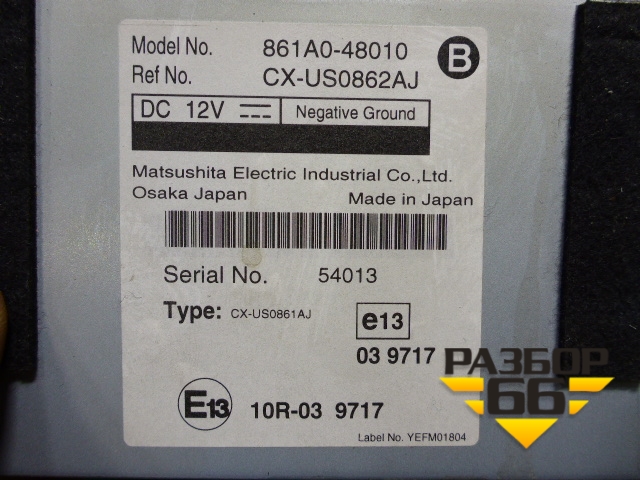 Model No. 861A0-48010
B
Ref No. CX-US0862AJ
DC 12V Negative Ground
Matsushita Electric Industrial Co.,Ltd.
Osaka Japan Made in Japan
Serial No. 54013
Type: CX-US0861AJ
e13
03 9717
E13 10R-03 9717
Label No. YEFM01804
РАЗБОР
66